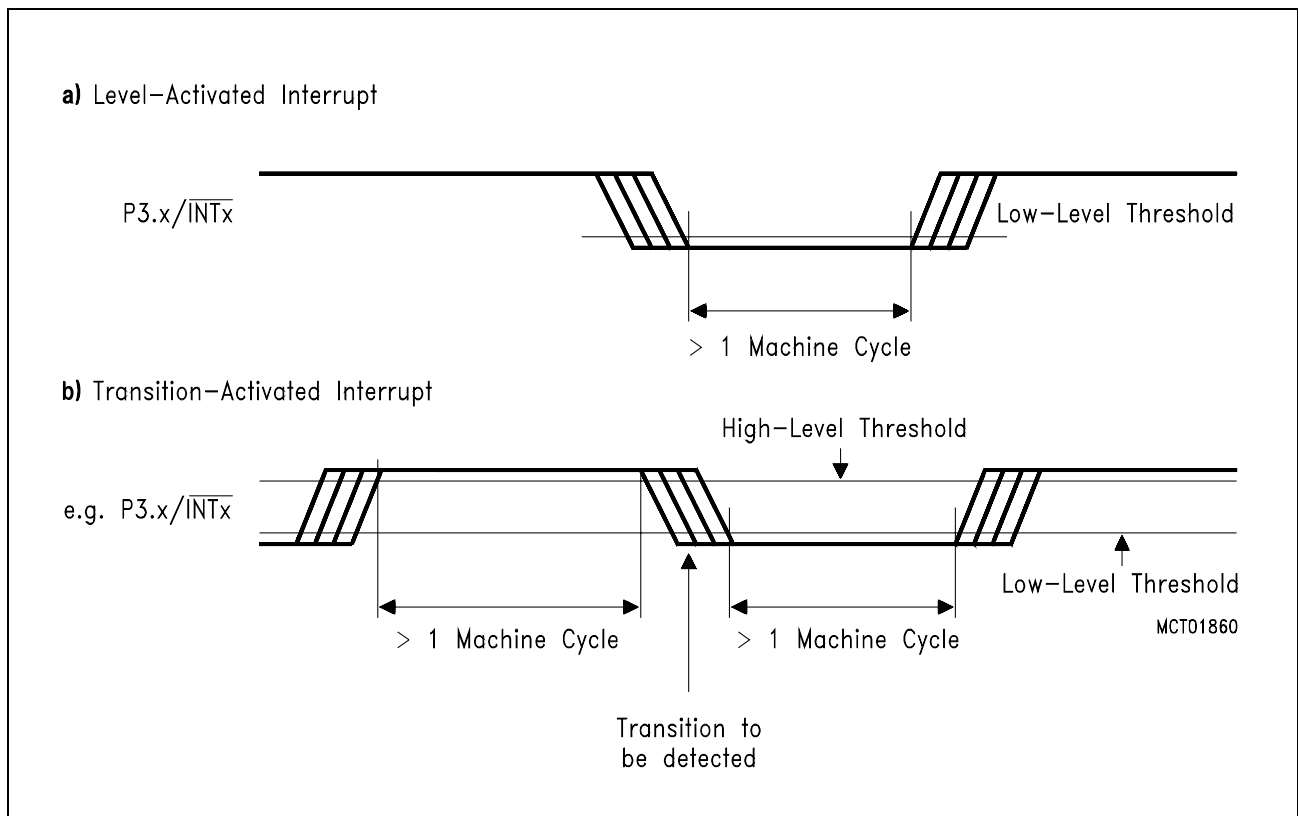 a) Level-Activated Interrupt
P3.x/INTx
Low-Level Threshold
> 1 Machine Cycle
b) Transition-Activated Interrupt
High-Level Threshold
e.g. P3.x/INTx
Low-Level Threshold
> 1 Machine Cycle
> 1 Machine Cycle
MCT01860
Transition to
be detected